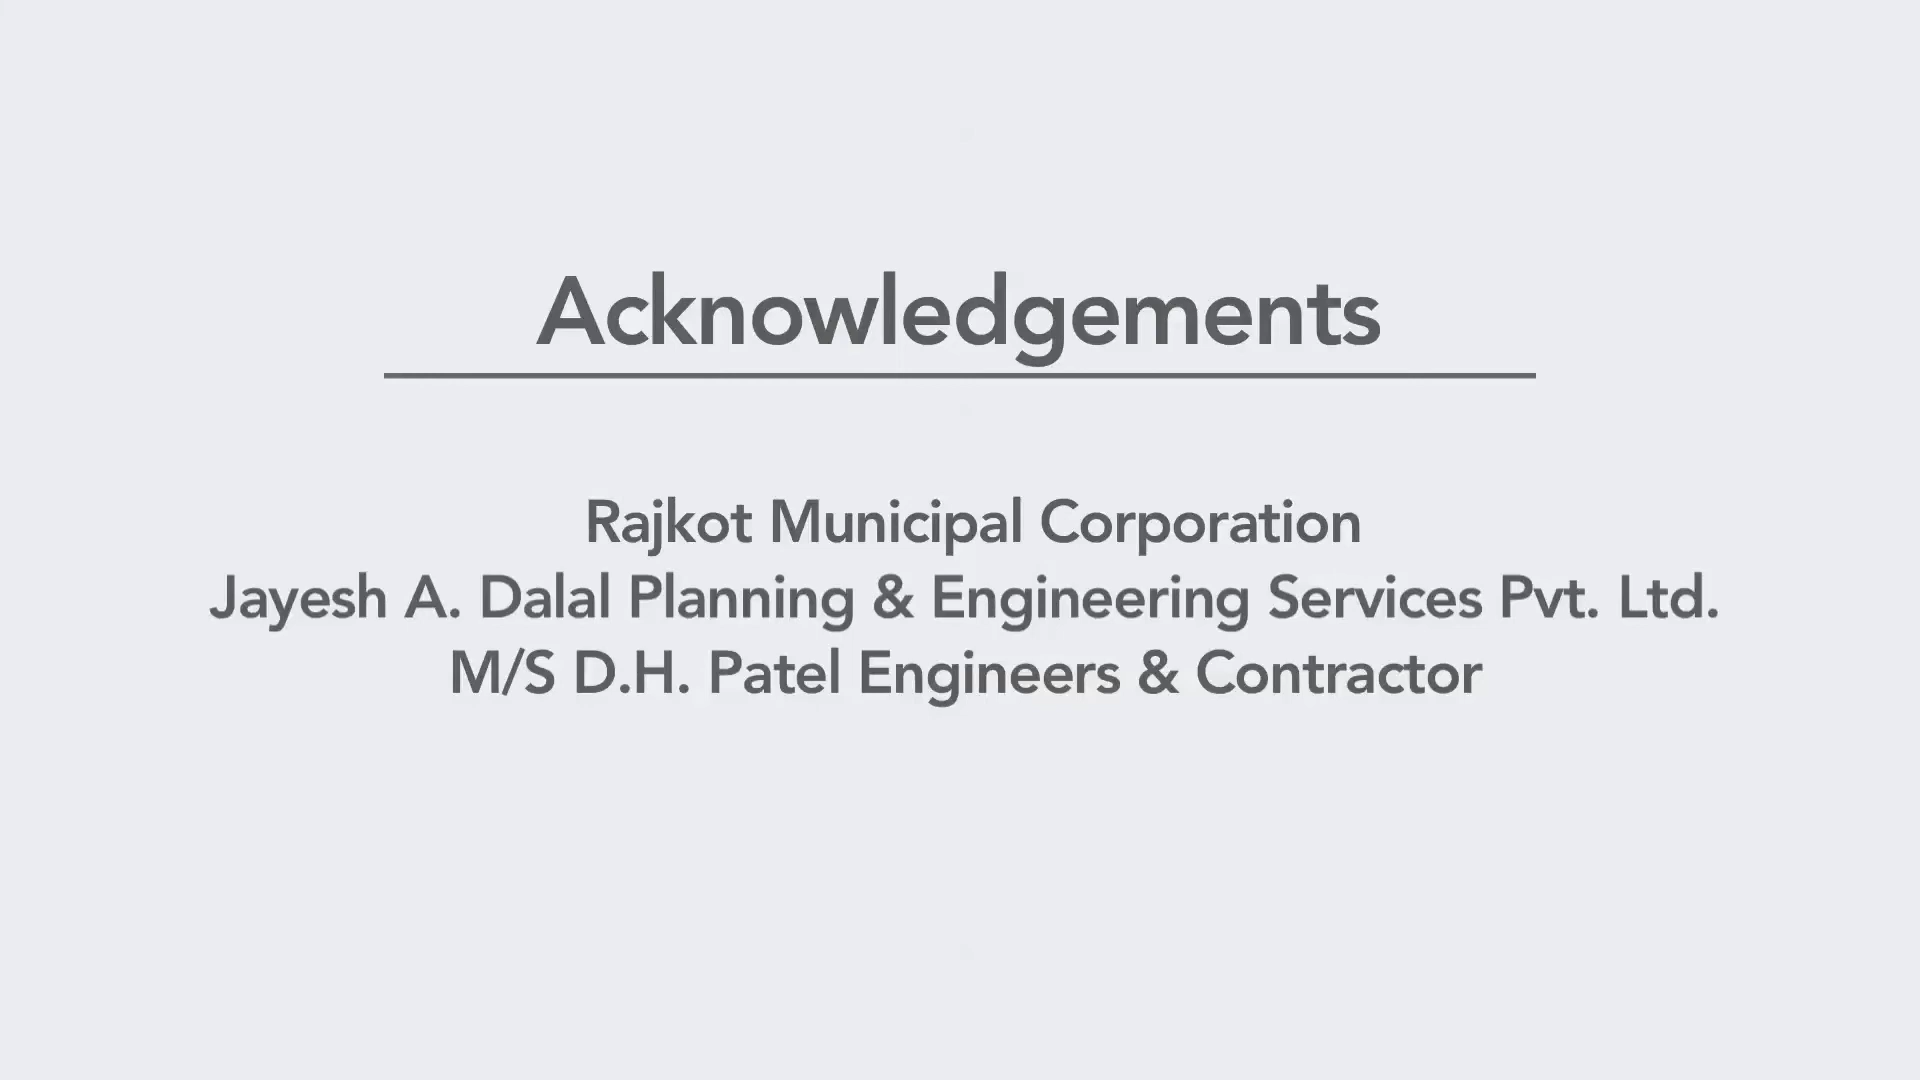 Acknowledgements
Rajkot Municipal Corporation
Jayesh A. Dalal Planning & Engineering Services Pvt. Ltd.
M/S D.H. Patel Engineers & Contractor